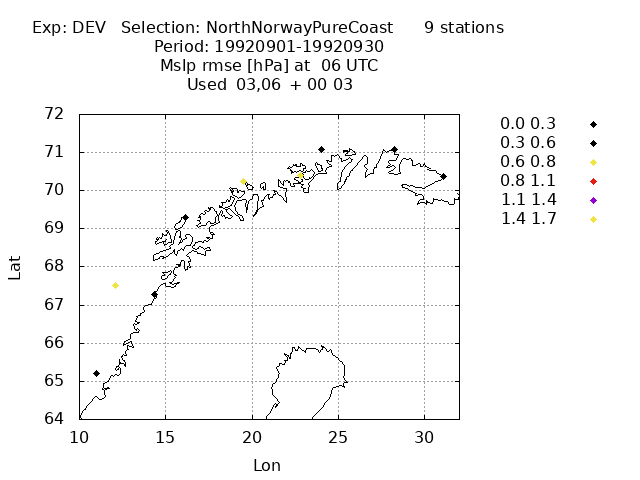 Exp: DEV   Selection: NorthNorwayPureCoast      9 stations
Period: 19920901-19920930
Mslp rmse [hPa] at  06 UTC
Used  03,06  + 00 03
72
71
70
69
68
67
66
65
64
Lat
10 15 20 25 30
Lon
0.0 0.3
0.3 0.6
0.6 0.8
0.8 1.1
1.1 1.4
1.4 1.7